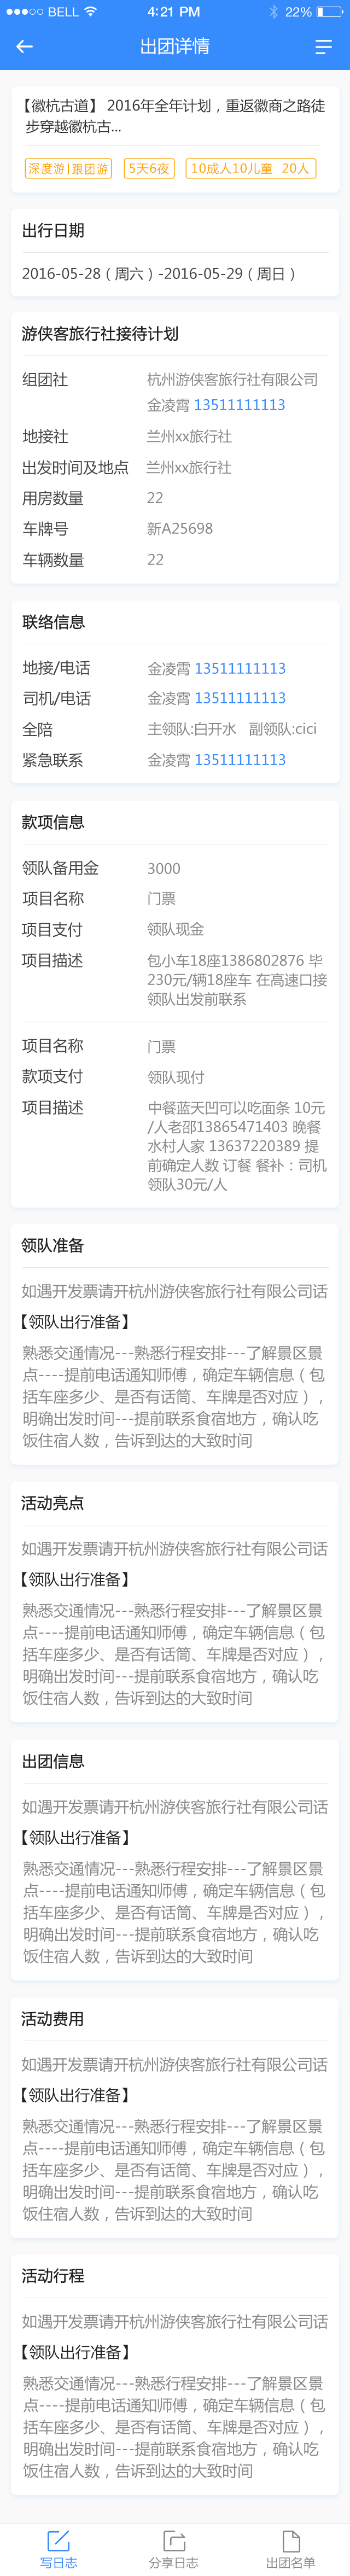 BELL 4:21 PM 22%
出团详情
【徽杭古道】 2016年全年计划，重返徽商之路徒
步穿越徽杭古...
深度游|跟团游 5天6夜 10成人10儿童 20人
出行日期
2016-05-28（周六）-2016-05-29（周日）
游侠客旅行社接待计划
组团社 杭州游侠客旅行社有限公司
金凌霄 13511111113
地接社 兰州xx旅行社
出发时间及地点 兰州xx旅行社
用房数量 22
车牌号 新A25698
车辆数量 22
联络信息
地接/电话 金凌霄 13511111113
司机/电话 金凌霄 13511111113
全陪 主领队:白开水 副领队:cici
紧急联系 金凌霄 13511111113
款项信息
领队备用金 3000
项目名称 门票
项目支付 领队现金
项目描述 包小车18座1386802876 毕
230元/辆18座车 在高速口接
领队出发前联系
项目名称 门票
款项支付 领队现付
项目描述 中餐蓝天凹可以吃面条 10元
/人老邵13865471403 晚餐
水村人家 13637220389 提
前确定人数 订餐 餐补：司机
领队30元/人
领队准备
如遇开发票请开杭州游侠客旅行社有限公司话
【领队出行准备】
熟悉交通情况---熟悉行程安排---了解景区景
点----提前电话通知师傅，确定车辆信息（包
括车座多少、是否有话筒、车牌是否对应），
明确出发时间---提前联系食宿地方，确认吃
饭住宿人数，告诉到达的大致时间
活动亮点
如遇开发票请开杭州游侠客旅行社有限公司话
【领队出行准备】
熟悉交通情况---熟悉行程安排---了解景区景
点----提前电话通知师傅，确定车辆信息（包
括车座多少、是否有话筒、车牌是否对应），
明确出发时间---提前联系食宿地方，确认吃
饭住宿人数，告诉到达的大致时间
出团信息
如遇开发票请开杭州游侠客旅行社有限公司话
【领队出行准备】
熟悉交通情况---熟悉行程安排---了解景区景
点----提前电话通知师傅，确定车辆信息（包
括车座多少、是否有话筒、车牌是否对应），
明确出发时间---提前联系食宿地方，确认吃
饭住宿人数，告诉到达的大致时间
活动费用
如遇开发票请开杭州游侠客旅行社有限公司话
【领队出行准备】
熟悉交通情况---熟悉行程安排---了解景区景
点----提前电话通知师傅，确定车辆信息（包
括车座多少、是否有话筒、车牌是否对应），
明确出发时间---提前联系食宿地方，确认吃
饭住宿人数，告诉到达的大致时间
活动行程
如遇开发票请开杭州游侠客旅行社有限公司话
【领队出行准备】
熟悉交通情况---熟悉行程安排---了解景区景
点----提前电话通知师傅，确定车辆信息（包
括车座多少、是否有话筒、车牌是否对应），
明确出发时间---提前联系食宿地方，确认吃
饭住宿人数，告诉到达的大致时间
写日志 分享日志 出团名单